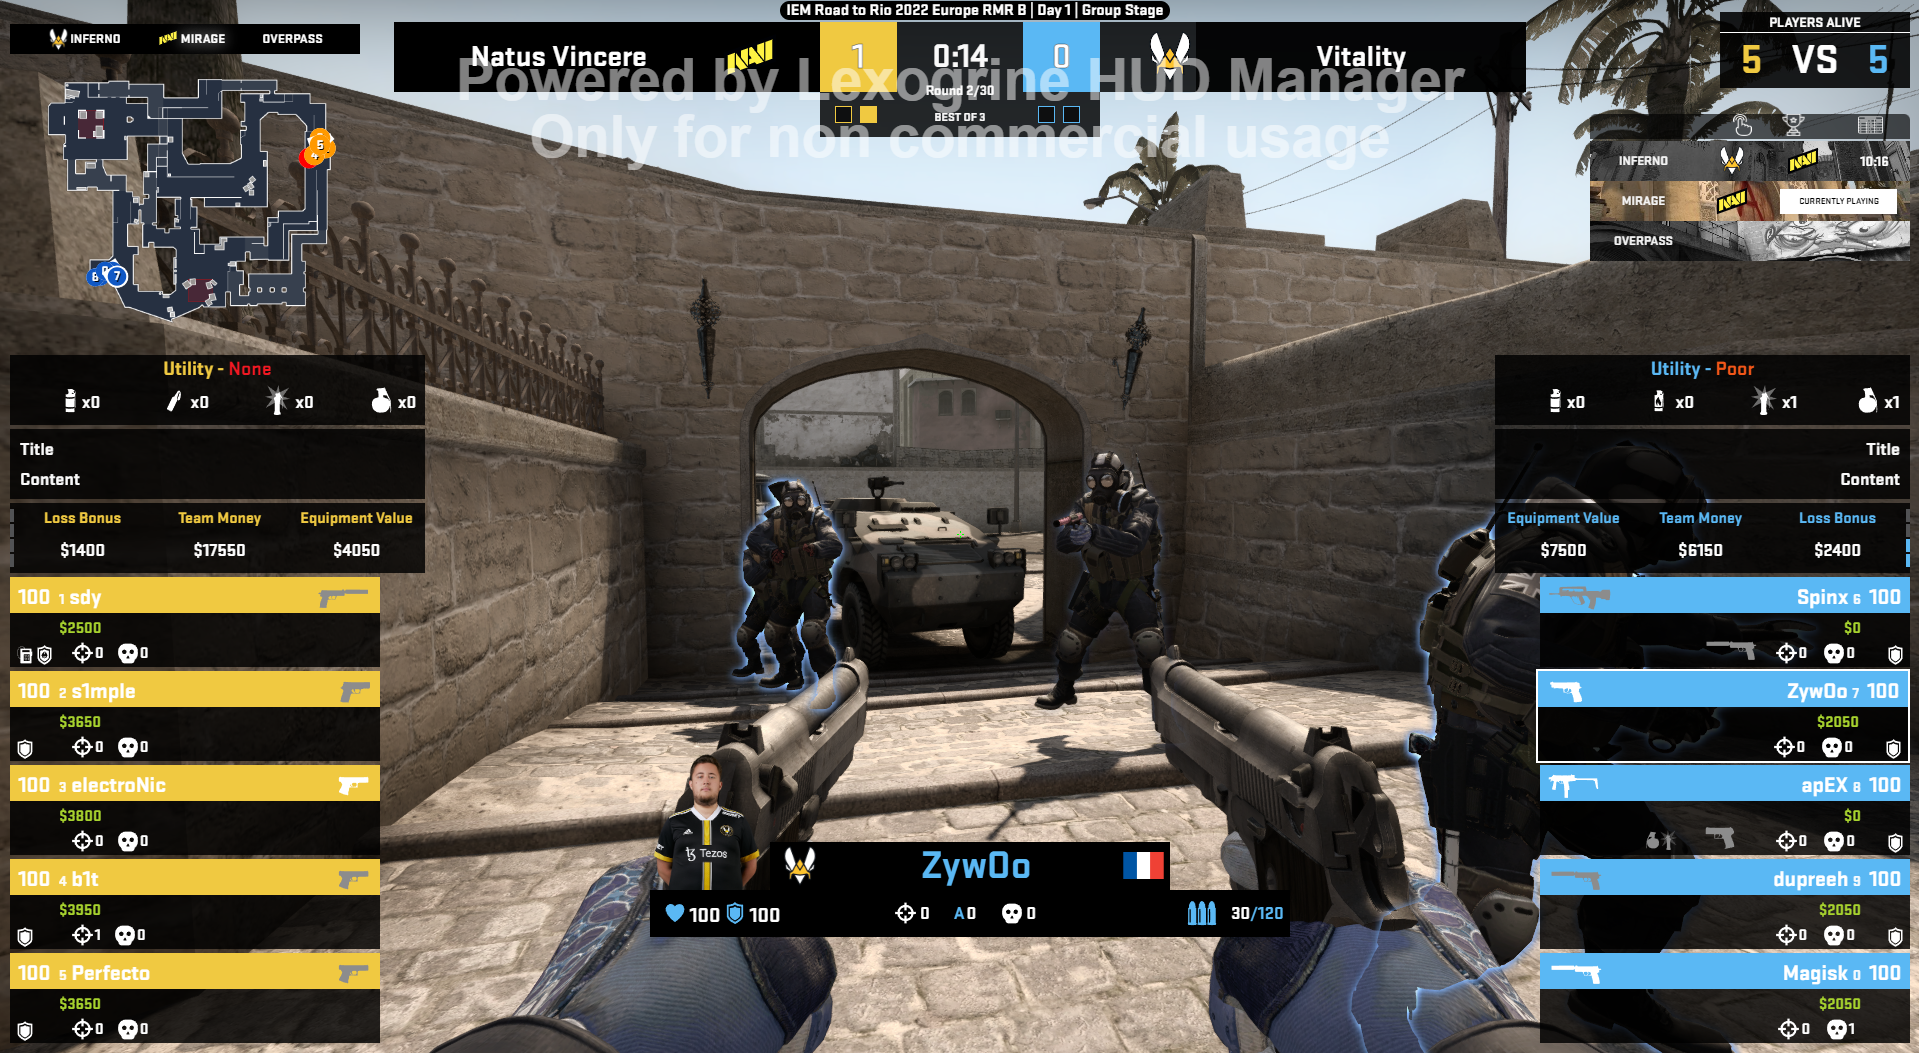 IEM Road to Rio 2022 Europe RMR B | Day 1 | Group Stage
INFERNO MIRAGE OVERPASS
Natus Vincere 1 0:14 0 Vitality
Round 2/30
BEST OF 3
Powered by Lexogrine HUD Manager
Only for non commercial usage
PLAYERS ALIVE
5 VS 5
INFERNO 10:16
MIRAGE CURRENTLY PLAYING
OVERPASS
5
4
6
7
Utility - None
x0 x0 x0 x0
Title
Content
Loss Bonus Team Money Equipment Value
$1400 $17550 $4050
100 1 sdy
$2500
0 0
100 2 s1mple
$3650
0 0
100 3 electroNic
$3800
0 0
100 4 b1t
$3950
1 0
100 5 Perfecto
$3650
0 0
Utility - Poor
x0 x0 x1 x1
Title
Content
Equipment Value Team Money Loss Bonus
$7500 $6150 $2400
Spinx 6 100
$0
0 0
ZywOo 7 100
$2050
0 0
apEX 8 100
$0
0 0
dupreeh 9 100
$2050
0 0
Magisk 0 100
$2050
0 1
Tezos
ZywOo
100 100 0 A 0 0 30/120